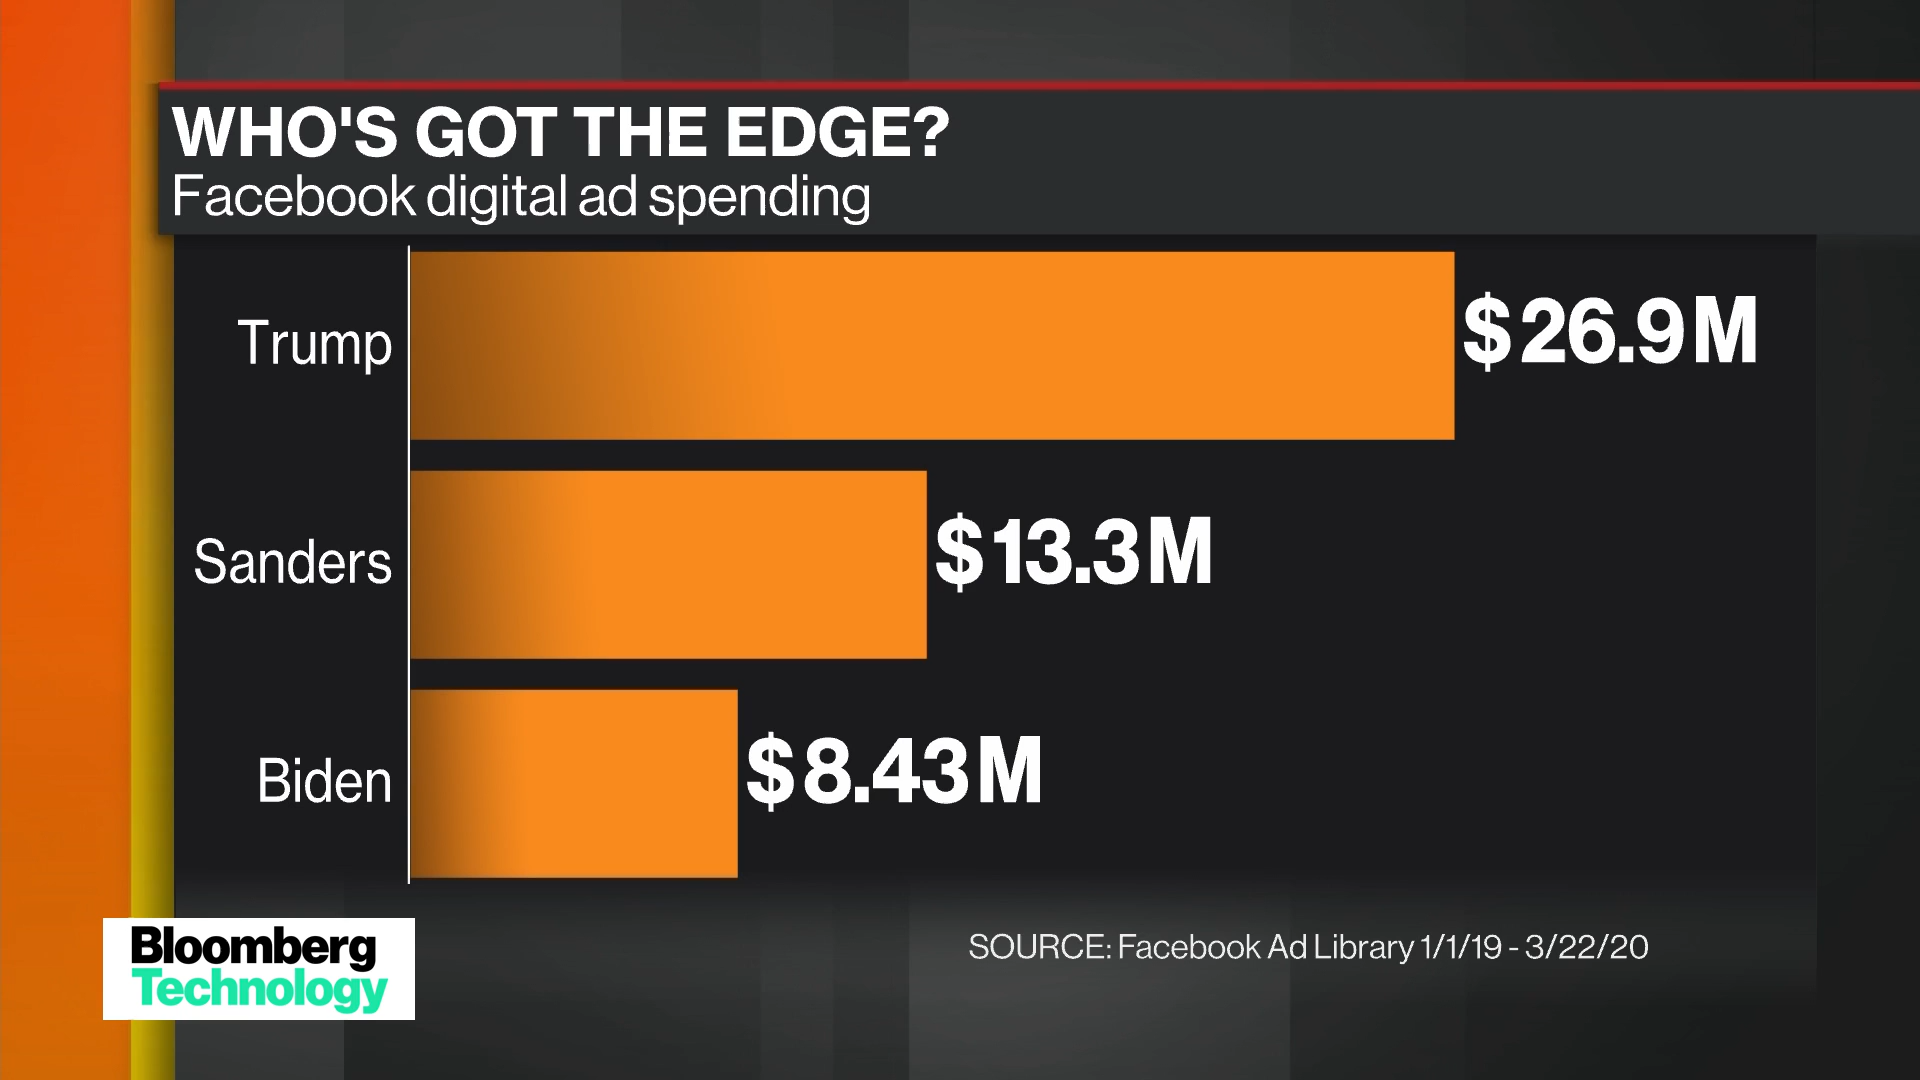 WHO'S GOT THE EDGE?
Facebook digital ad spending
Trump $26.9M
Sanders $13.3M
Biden $8.43M
SOURCE: Facebook Ad Library 1/1/19 - 3/22/20
Bloomberg
Technology